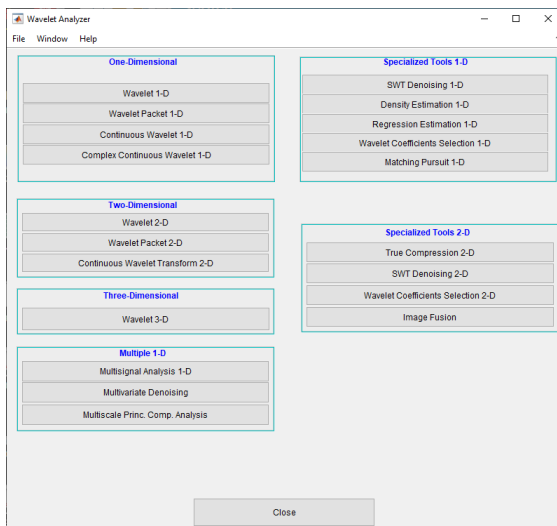 Wavelet Analyzer
File Window Help
One-Dimensional
Wavelet 1-D
Wavelet Packet 1-D
Continuous Wavelet 1-D
Complex Continuous Wavelet 1-D
Two-Dimensional
Wavelet 2-D
Wavelet Packet 2-D
Continuous Wavelet Transform 2-D
Three-Dimensional
Wavelet 3-D
Multiple 1-D
Multisignal Analysis 1-D
Multivariate Denoising
Multiscale Princ. Comp. Analysis
Specialized Tools 1-D
SWT Denoising 1-D
Density Estimation 1-D
Regression Estimation 1-D
Wavelet Coefficients Selection 1-D
Matching Pursuit 1-D
Specialized Tools 2-D
True Compression 2-D
SWT Denoising 2-D
Wavelet Coefficients Selection 2-D
Image Fusion
Close